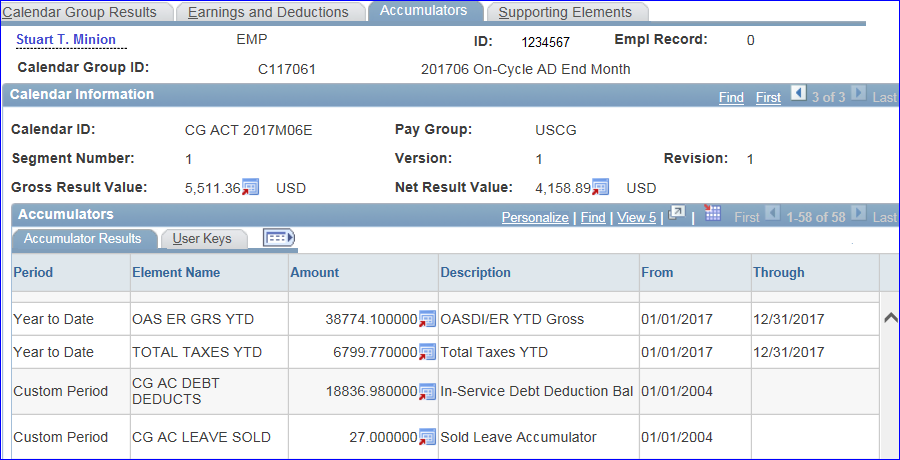 Calendar Group Results Earnings and Deductions Accumulators Supporting Elements
Stuart T. Minion EMP ID: 1234567 Empl Record: 0
Calendar Group ID: C117061 201706 On-Cycle AD End Month
Calendar Information Find First 3 of 3 Last
Calendar ID: CG ACT 2017M06E Pay Group: USCG
Segment Number: 1 Version: 1 Revision: 1
Gross Result Value: 5,511.36 USD Net Result Value: 4,158.89 USD
Accumulators Personalize | Find | View 5 | | First 1-58 of 58 Last
Accumulator Results User Keys
Period Element Name Amount Description From Through
Year to Date OAS ER GRS YTD 38774.100000 OASDI/ER YTD Gross 01/01/2017 12/31/2017
Year to Date TOTAL TAXES YTD 6799.770000 Total Taxes YTD 01/01/2017 12/31/2017
Custom Period CG AC DEBT DEDUCTS 18836.980000 In-Service Debt Deduction Bal 01/01/2004
Custom Period CG AC LEAVE SOLD 27.000000 Sold Leave Accumulator 01/01/2004